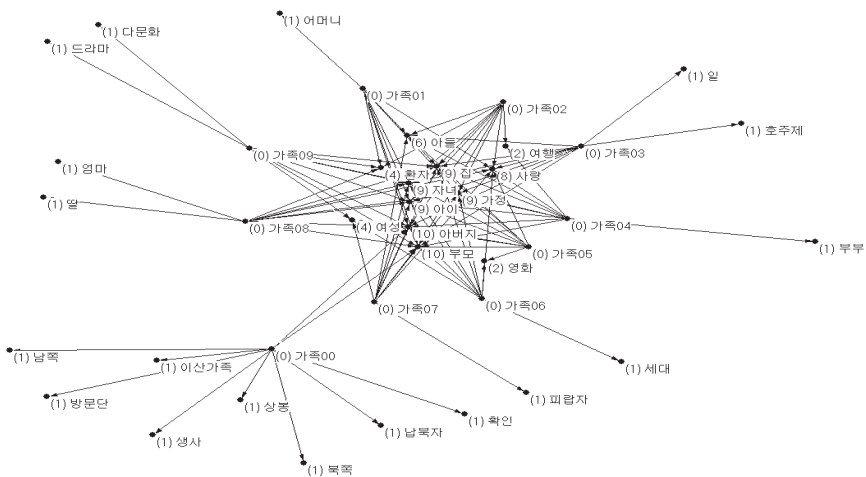 (1) 어머니
(1) 다문화
(1) 드라마
(1) 일
(0) 가족01
(0) 가족02
(1) 호주제
(6) 아들
(2) 여행
(0) 가족03
(0) 가족09
(4) 환자
(9) 집
(8) 사랑
(1) 엄마
(9) 자녀
(9) 가정
(1) 딸
(9) 아이
(0) 가족08
(4) 여성
(10) 아버지
(0) 가족04
(1) 부부
(10) 부모
(0) 가족05
(2) 영화
(0) 가족07
(0) 가족06
(1) 남쪽
(1) 이산가족
(0) 가족00
(1) 세대
(1) 방문단
(1) 상봉
(1) 피랍자
(1) 확인
(1) 생사
(1) 납북자
(1) 북쪽